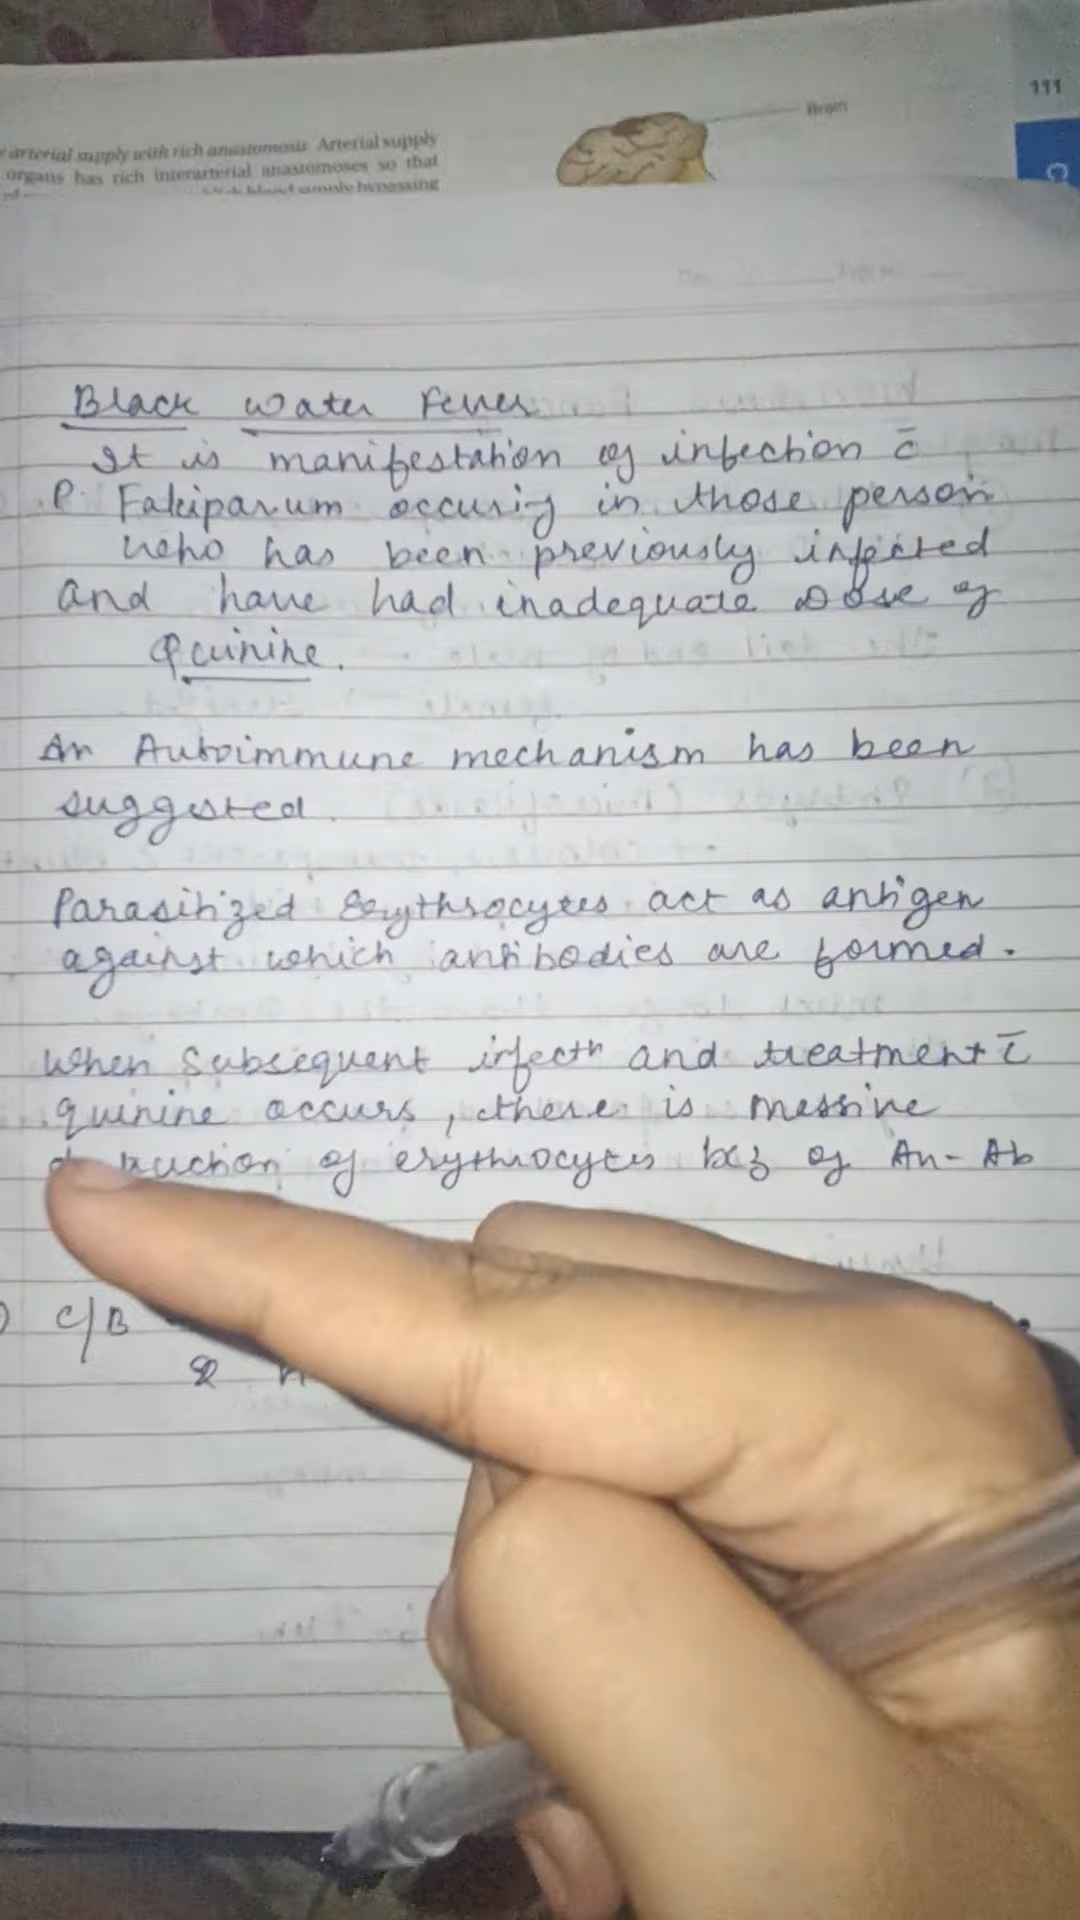 111
Brain
arterial supply with rich anastomosis Arterial supply
organs has rich interarterial anastomoses so that
blood supply bypassing
Black water Fever
It is manifestation of infection c̄
P. Falciparum occuring in those person
who has been previously infected
and have had inadequate Dose of
Quinine.
An Autoimmune mechanism has been
suggested.
Parasitized Erythrocytes act as antigen
against which antibodies are formed.
When Subsequent infectn and treatment c̄
quinine occurs, there is massive
of erythrocytes bcz of An-Ab
C/B
&